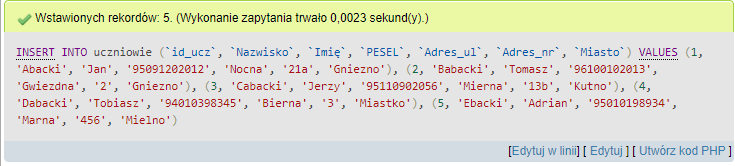 Wstawionych rekordów: 5. (Wykonanie zapytania trwało 0,0023 sekund(y).)
INSERT INTO uczniowie (`id_ucz`, `Nazwisko`, `Imię`, `PESEL`, `Adres_ul`, `Adres_nr`, `Miasto`) VALUES (1,
'Abacki', 'Jan', '95091202012', 'Nocna', '21a', 'Gniezno'), (2, 'Babacki', 'Tomasz', '96100102013',
'Gwiezdna', '2', 'Gniezno'), (3, 'Cabacki', 'Jerzy', '95110902056', 'Mierna', '13b', 'Kutno'), (4,
'Dabacki', 'Tobiasz', '94010398345', 'Bierna', '3', 'Miastko'), (5, 'Ebacki', 'Adrian', '95010198934',
'Marna', '456', 'Mielno')
[Edytuj w linii] [ Edytuj ] [ Utwórz kod PHP ]